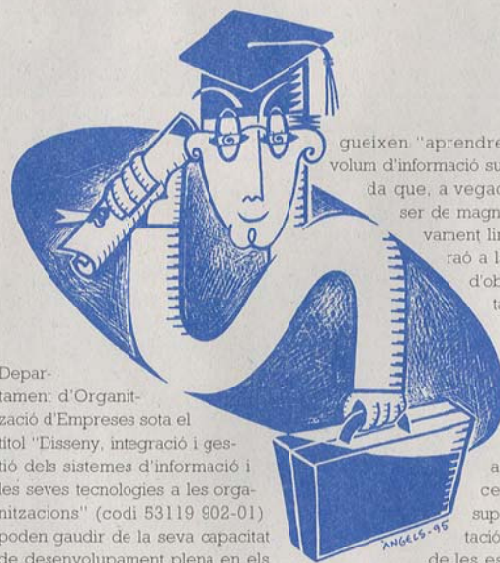 Depar-
tament d'Organit-
zació d'Empreses sota el
títol "Disseny, integració i ges-
tió dels sistemes d'informació i
les seves tecnologies a les orga-
nitzacions" (codi 53119 902-01)
poden gaudir de la seva capacitat
de desenvolupament plena en els
gueixen "aprendre
volum d'informació su
da que, a vegad
ser de magn
vament lim
raó a la
d'ob
ta
a
ce
sup
tació
de les es
ÀNGELS-95